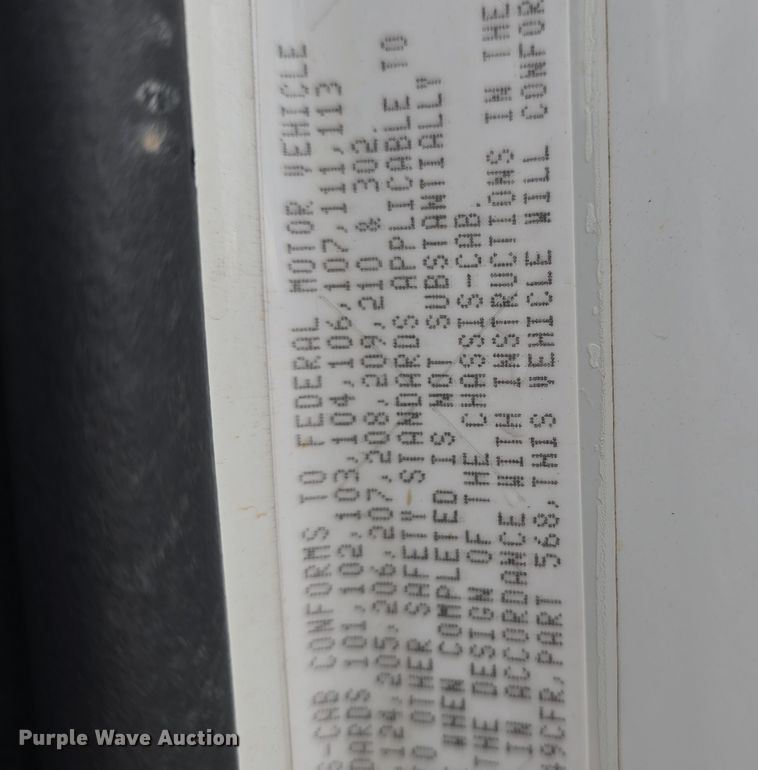 S-CAB CONFORMS TO FEDERAL MOTOR VEHICLE
DARDS 101,102,103,104,106,107,111,113
,124,205,206,207,208,209,210 & 302.
TO OTHER SAFETY STANDARDS APPLICABLE TO
WHEN COMPLETED IS NOT SUBSTANTIALLY
THE DESIGN OF THE CHASSIS-CAB.
IN ACCORDANCE WITH INSTRUCTIONS IN THE
49CFR,PART 568,THIS VEHICLE WILL CONFOR
Purple Wave Auction